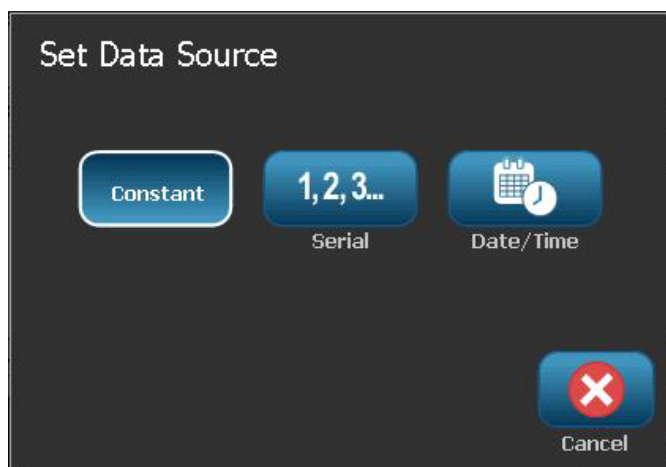 Set Data Source
Constant
1, 2, 3...
Serial
Date/Time
Cancel